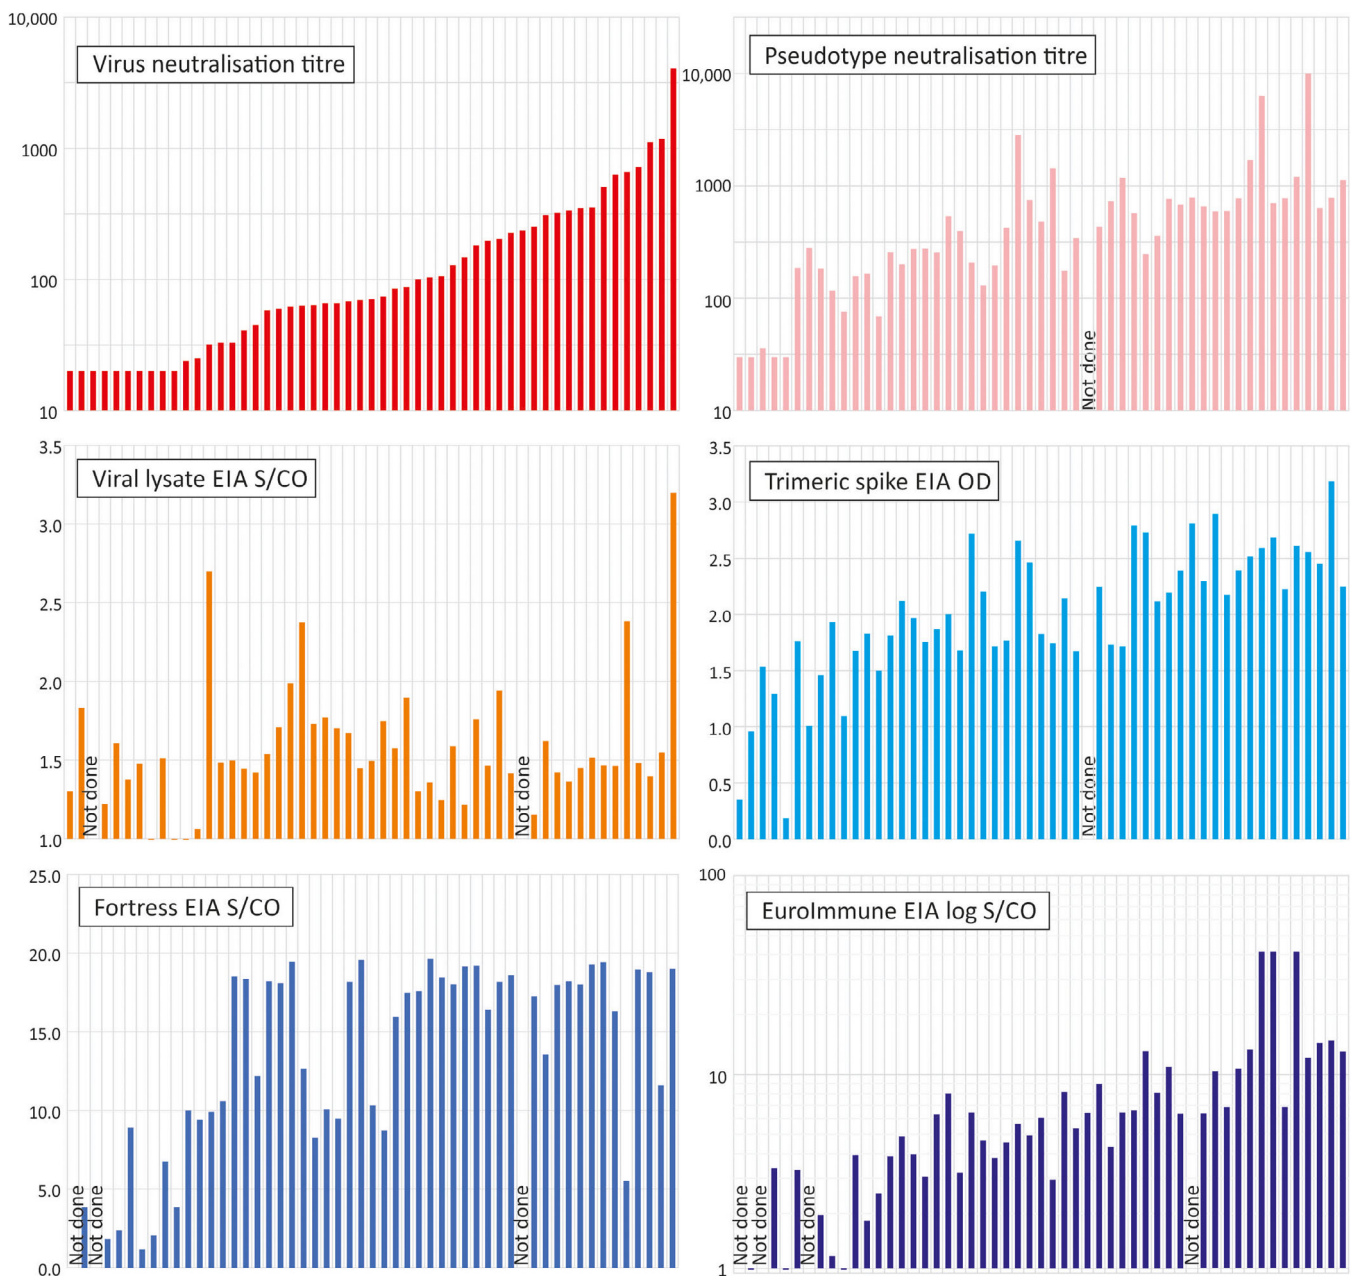 10,000
1000
100
10
Virus neutralisation titre
10,000
1000
100
10
Pseudotype neutralisation titre
Not done
3.5
3.0
2.5
2.0
1.5
1.0
Viral lysate EIA S/CO
Not done
Not done
3.5
3.0
2.5
2.0
1.5
1.0
0.5
0.0
Trimeric spike EIA OD
Not done
25.0
20.0
15.0
10.0
5.0
0.0
Fortress EIA S/CO
Not done
Not done
Not done
100
10
1
EuroImmune EIA log S/CO
Not done
Not done
Not done
Not done